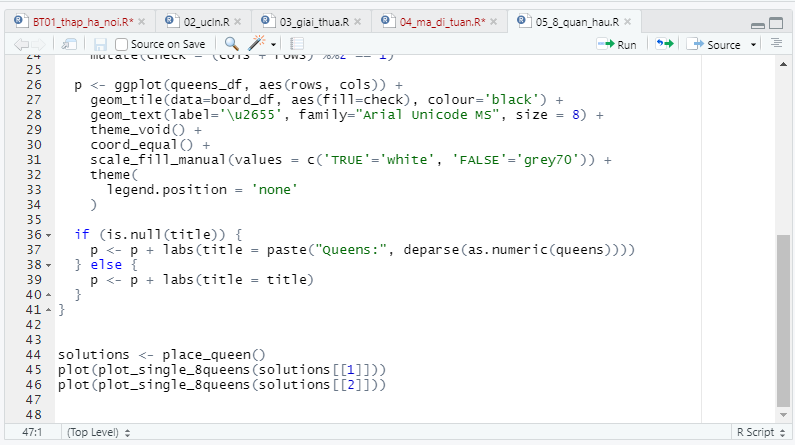 BT01_thap_ha_noi.R*
02_ucln.R
03_giai_thua.R
04_ma_di_tuan.R*
05_8_quan_hau.R
Source on Save
Run
Source
24 mutate(check = (cols + rows) %%2 == 1)
25
26 p <- ggplot(queens_df, aes(rows, cols)) +
27 geom_tile(data=board_df, aes(fill=check), colour='black') +
28 geom_text(label='\u2655', family="Arial Unicode MS", size = 8) +
29 theme_void() +
30 coord_equal() +
31 scale_fill_manual(values = c('TRUE'='white', 'FALSE'='grey70')) +
32 theme(
33 legend.position = 'none'
34 )
35
36 if (is.null(title)) {
37 p <- p + labs(title = paste("Queens:", deparse(as.numeric(queens))))
38 } else {
39 p <- p + labs(title = title)
40 }
41 }
42
43
44 solutions <- place_queen()
45 plot(plot_single_8queens(solutions[[1]]))
46 plot(plot_single_8queens(solutions[[2]]))
47
48
47:1 (Top Level) R Script